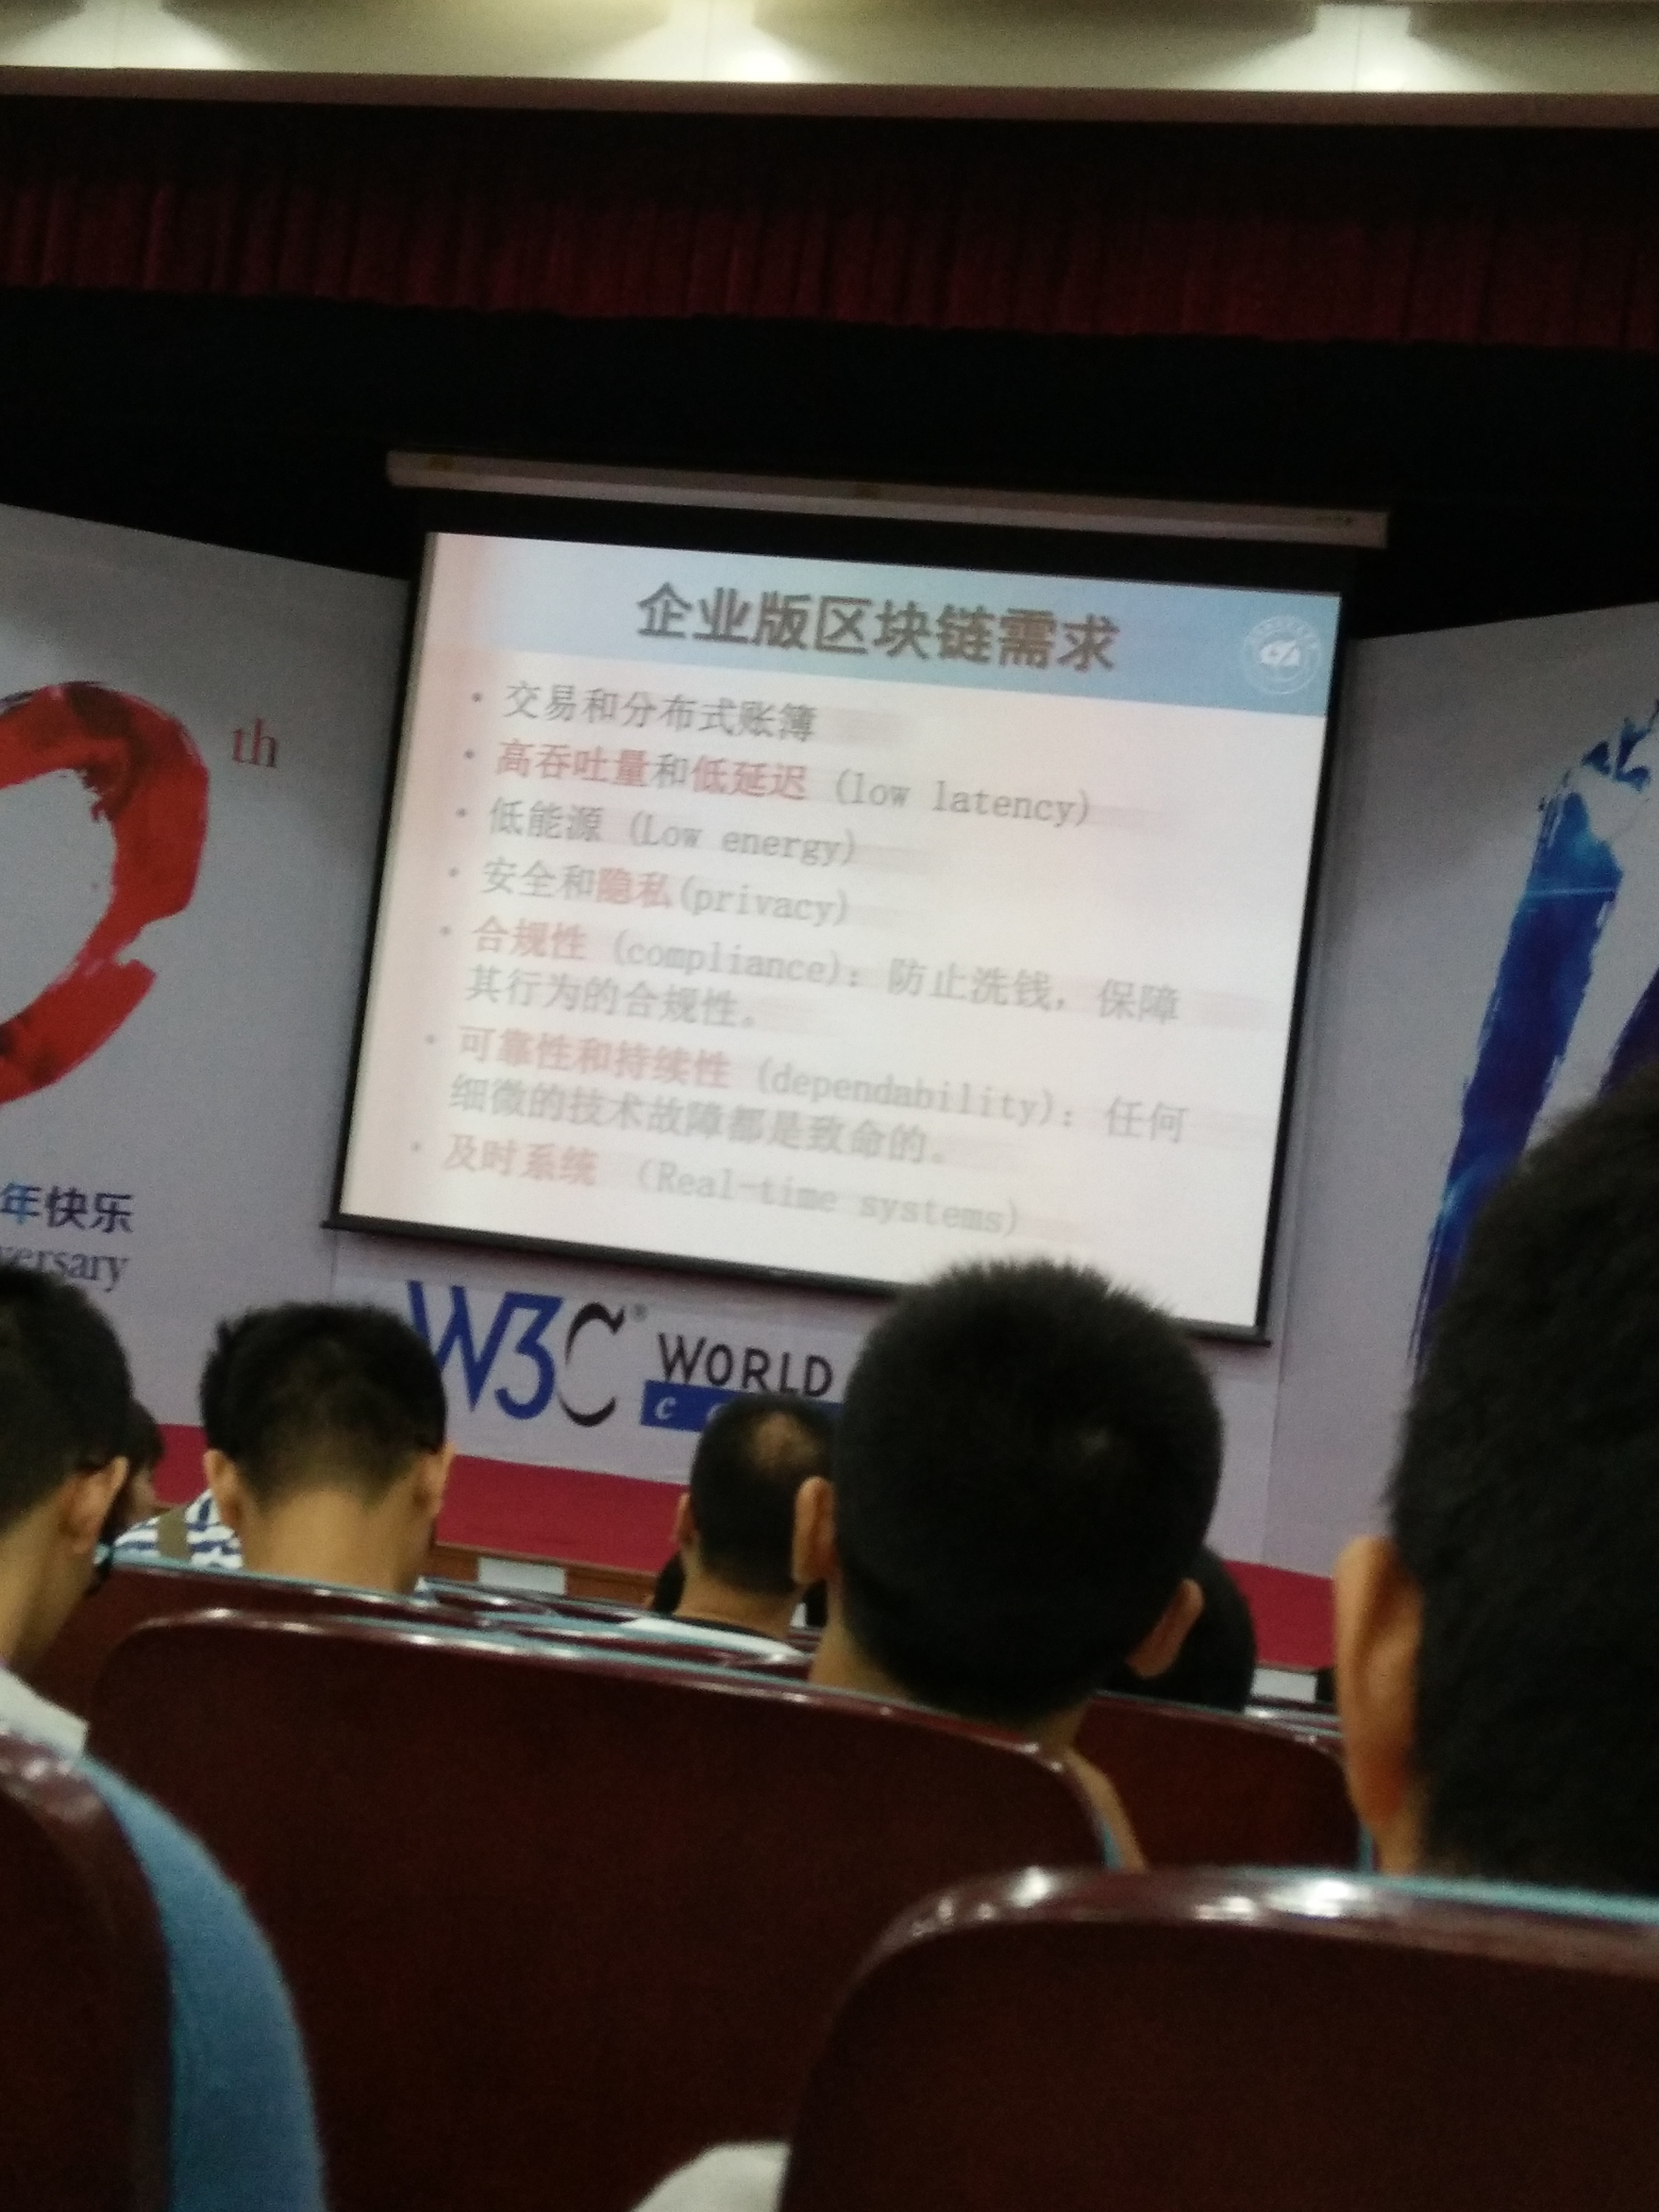 企业版区块链需求
• 交易和分布式账簿
• 高吞吐量和低延迟 (low latency)
• 低能源 (Low energy)
• 安全和隐私(privacy)
• 合规性 (compliance): 防止洗钱, 保障
其行为的合规性。
• 可靠性和持续性 (dependability): 任何
细微的技术故障都是致命的。
• 及时系统 (Real-time systems)
th
年快乐
versary
W3C®
WORLD
C